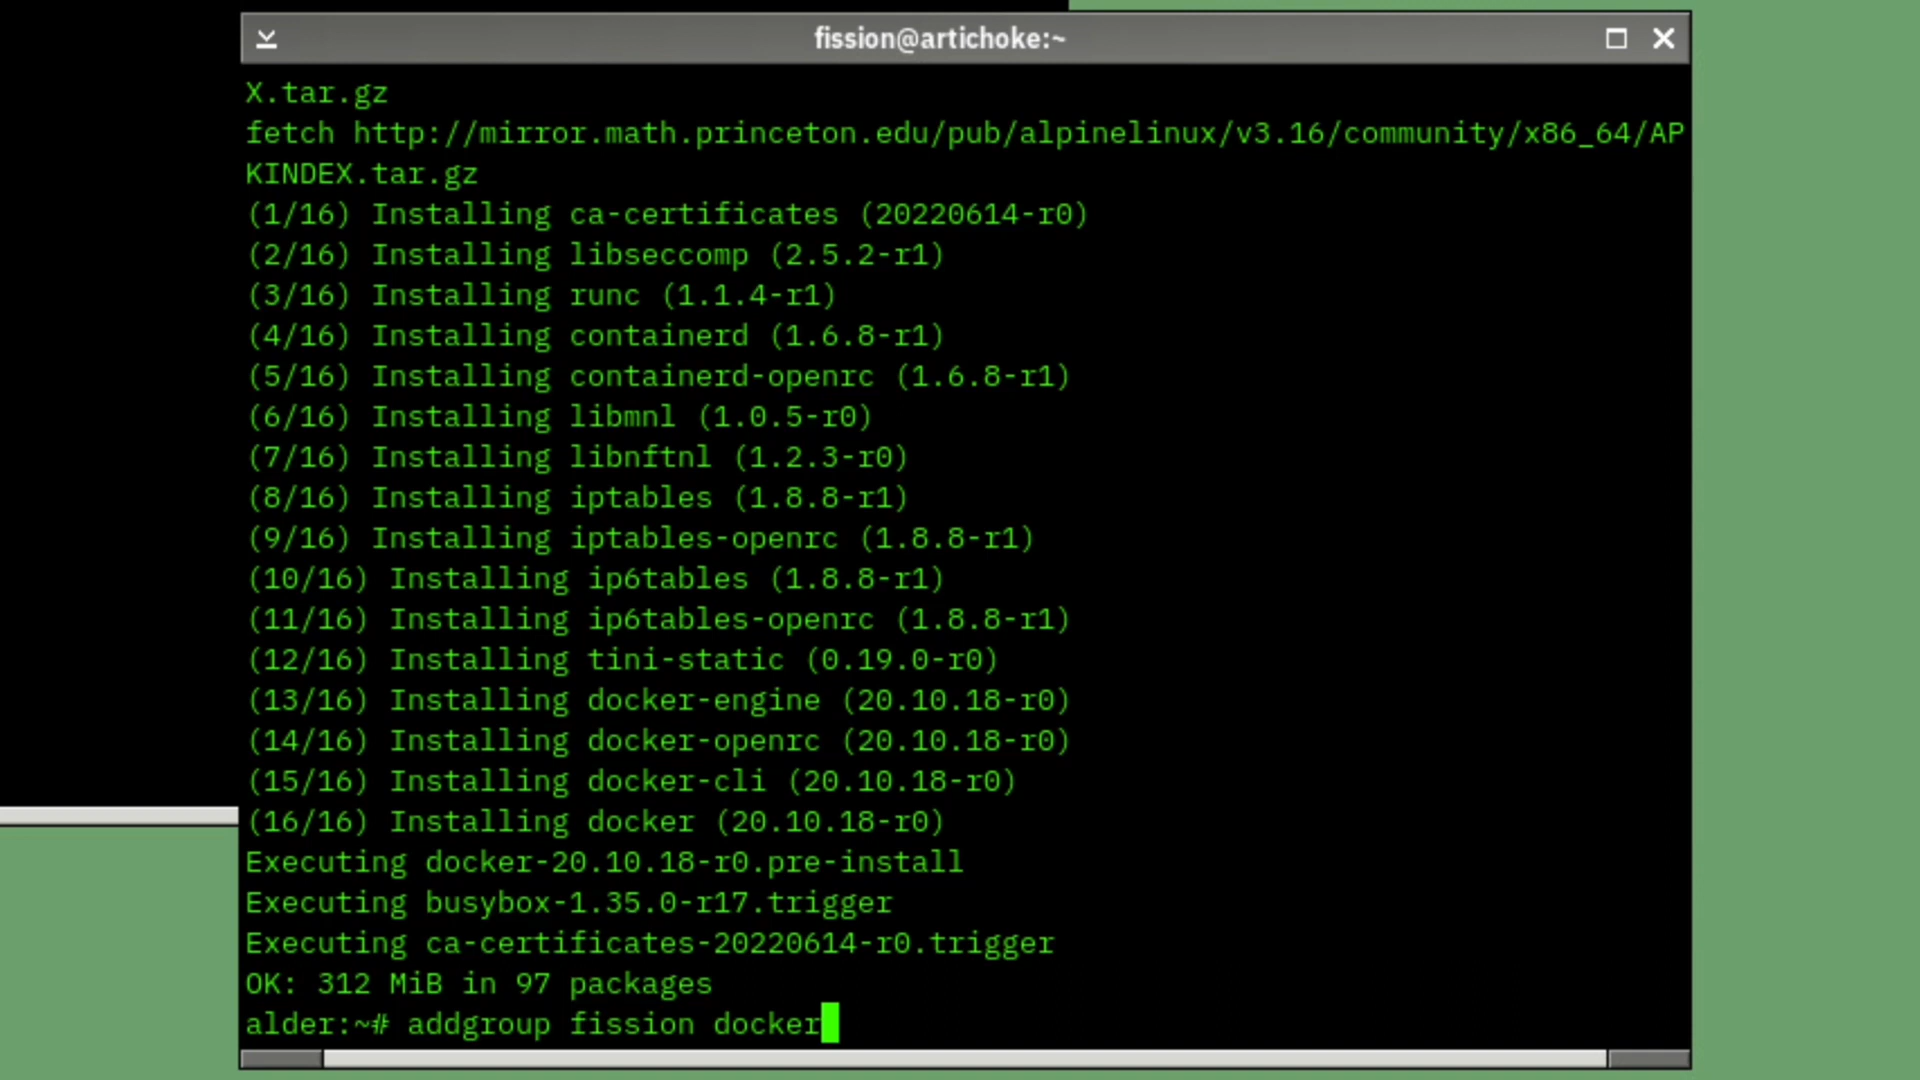 fission@artichoke:~
X.tar.gz
fetch http://mirror.math.princeton.edu/pub/alpinelinux/v3.16/community/x86_64/AP
KINDEX.tar.gz
(1/16) Installing ca-certificates (20220614-r0)
(2/16) Installing libseccomp (2.5.2-r1)
(3/16) Installing runc (1.1.4-r1)
(4/16) Installing containerd (1.6.8-r1)
(5/16) Installing containerd-openrc (1.6.8-r1)
(6/16) Installing libmnl (1.0.5-r0)
(7/16) Installing libnftnl (1.2.3-r0)
(8/16) Installing iptables (1.8.8-r1)
(9/16) Installing iptables-openrc (1.8.8-r1)
(10/16) Installing ip6tables (1.8.8-r1)
(11/16) Installing ip6tables-openrc (1.8.8-r1)
(12/16) Installing tini-static (0.19.0-r0)
(13/16) Installing docker-engine (20.10.18-r0)
(14/16) Installing docker-openrc (20.10.18-r0)
(15/16) Installing docker-cli (20.10.18-r0)
(16/16) Installing docker (20.10.18-r0)
Executing docker-20.10.18-r0.pre-install
Executing busybox-1.35.0-r17.trigger
Executing ca-certificates-20220614-r0.trigger
OK: 312 MiB in 97 packages
alder:~# addgroup fission docker